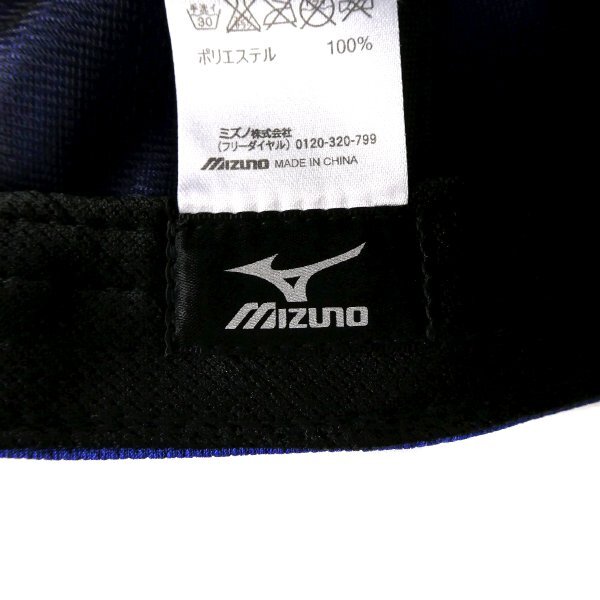 手洗イ
30
ポリエステル 100%
ミズノ株式会社
(フリーダイヤル) 0120-320-799
MIZUNO MADE IN CHINA
MIZUNO